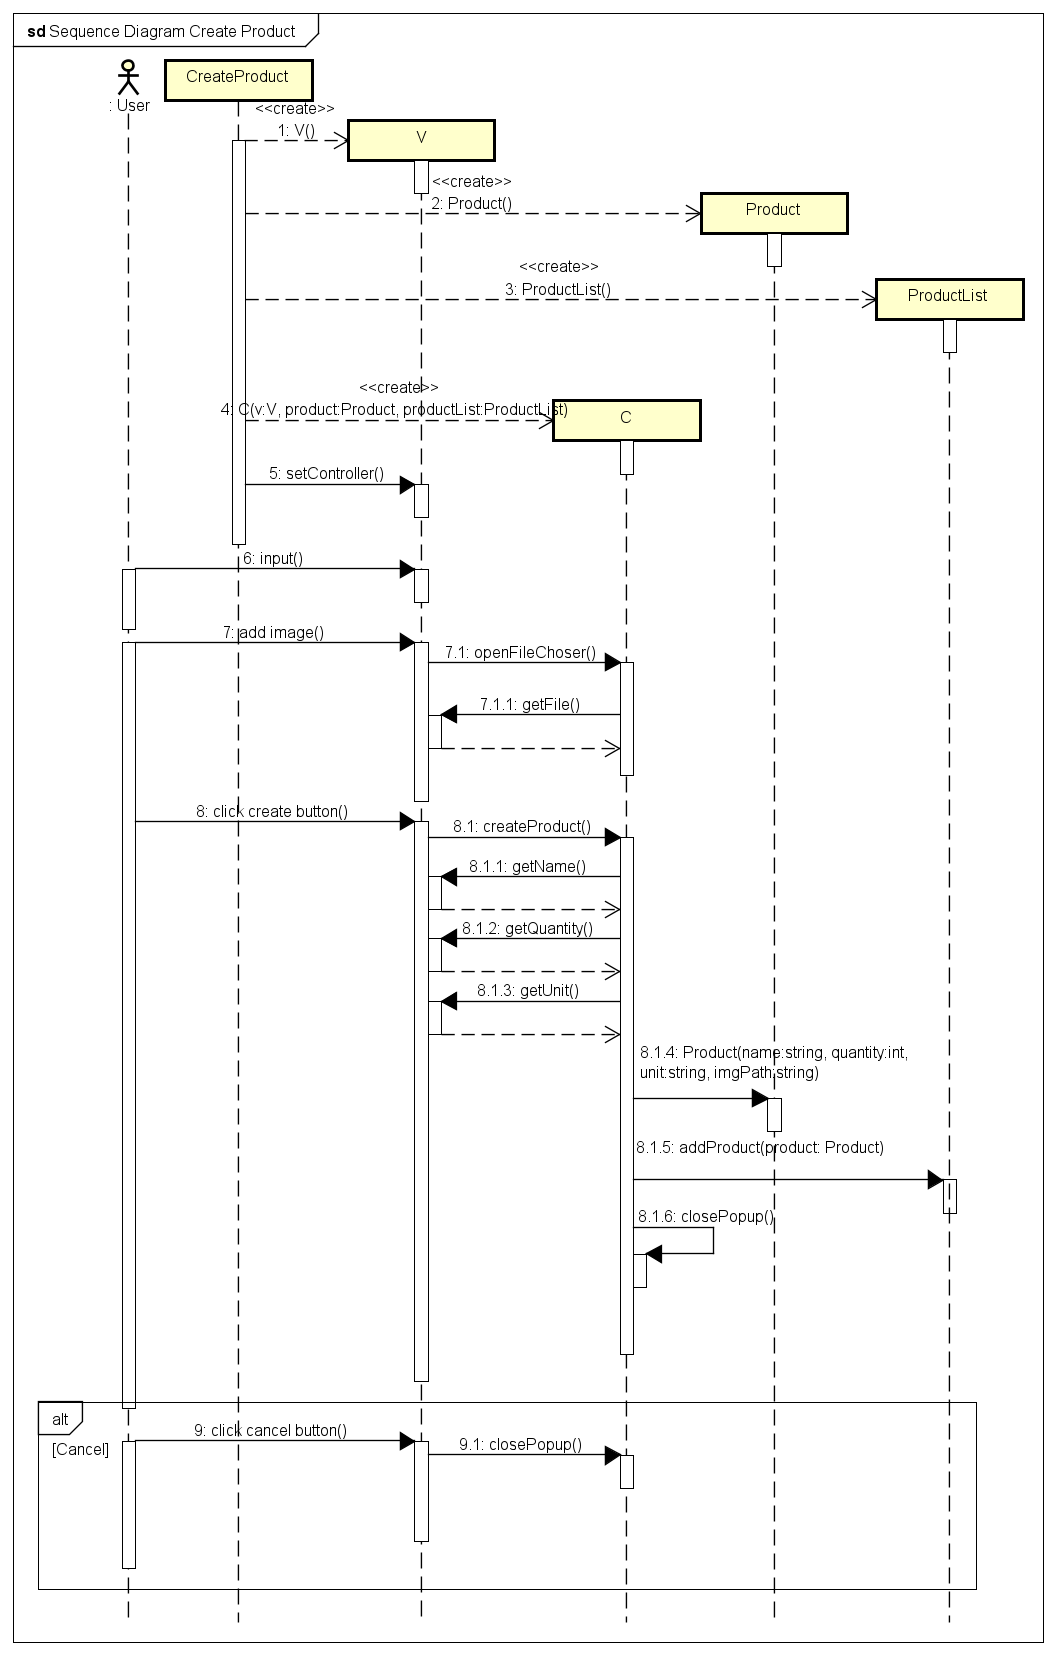 sd Sequence Diagram Create Product
: User
CreateProduct
<<create>>
1: V()
V
<<create>>
2: Product()
Product
<<create>>
3: ProductList()
ProductList
<<create>>
4: C(v:V, product:Product, productList:ProductList)
C
5: setController()
6: input()
7: add image()
7.1: openFileChoser()
7.1.1: getFile()
8: click create button()
8.1: createProduct()
8.1.1: getName()
8.1.2: getQuantity()
8.1.3: getUnit()
8.1.4: Product(name:string, quantity:int,
unit:string, imgPath:string)
8.1.5: addProduct(product: Product)
8.1.6: closePopup()
alt
[Cancel]
9: click cancel button()
9.1: closePopup()